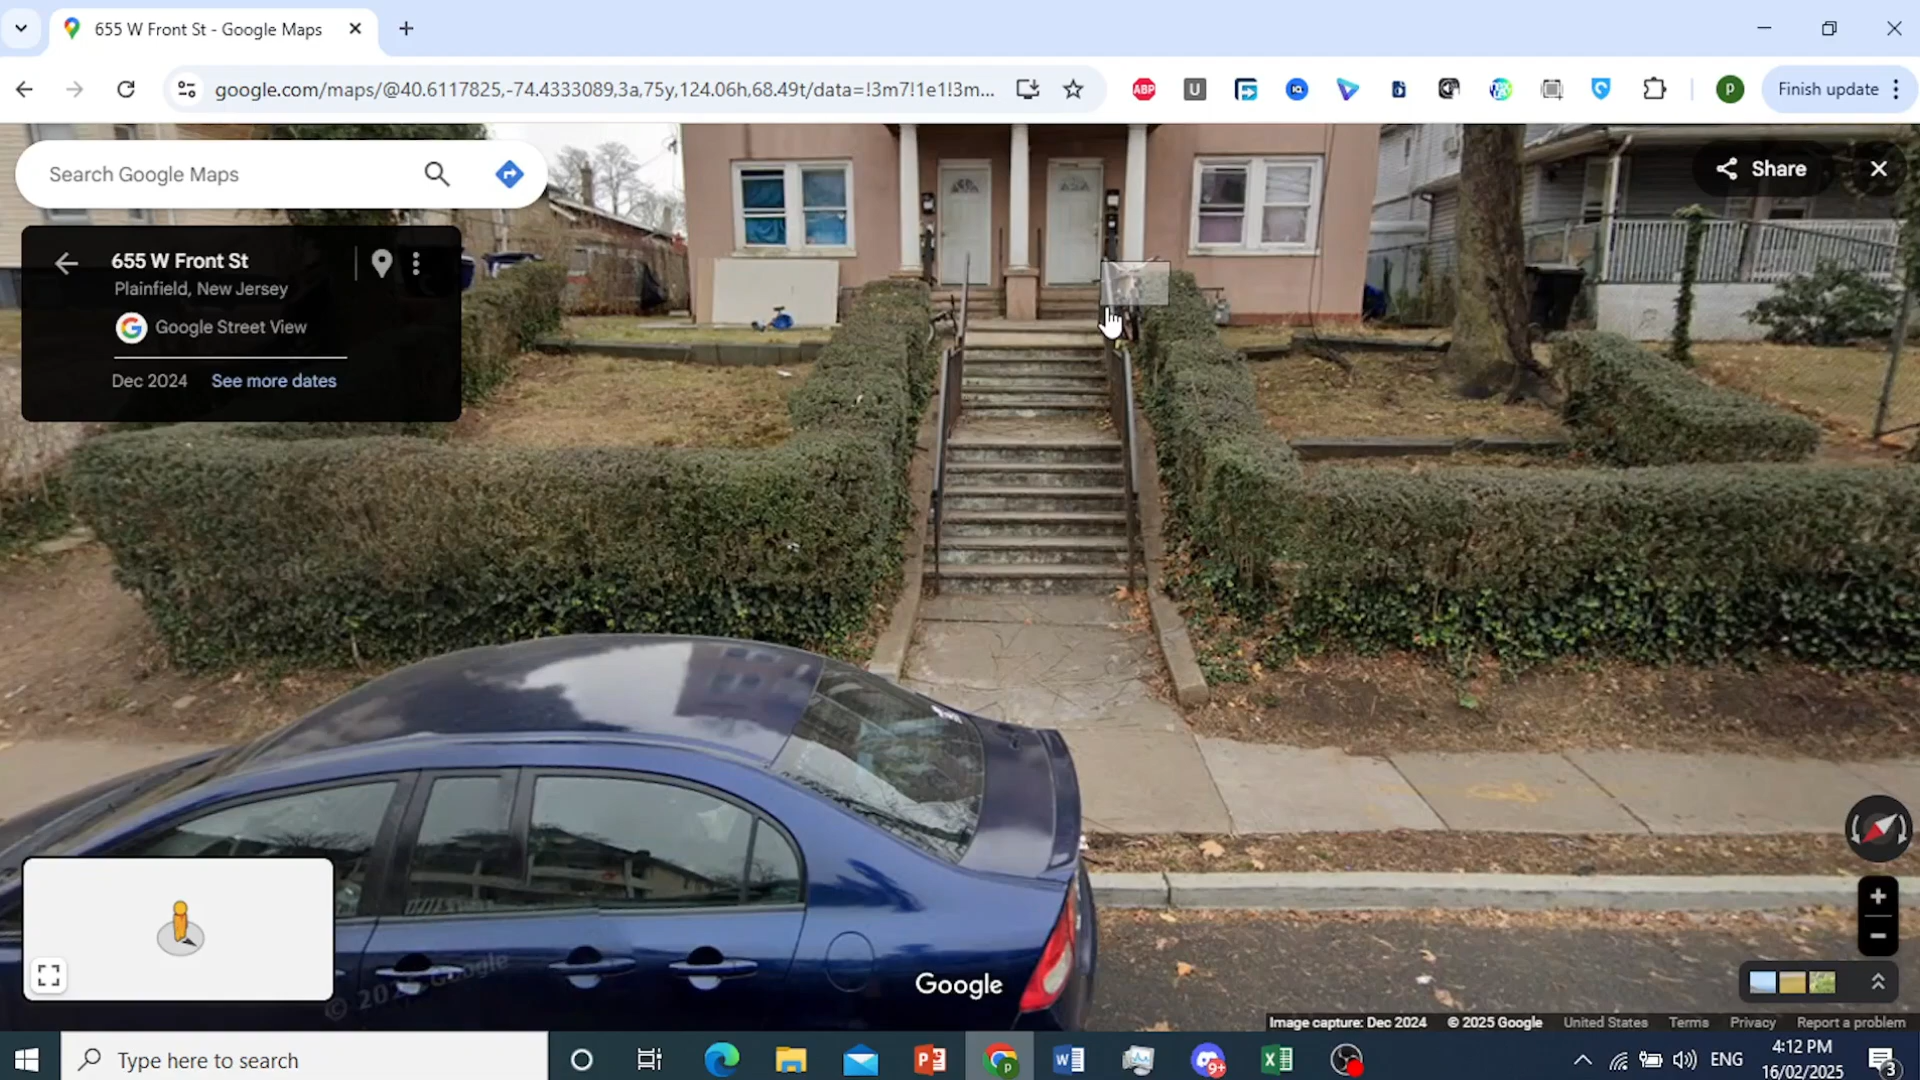 655 W Front St - Google Maps
google.com/maps/@40.6117825,-74.4333089,3a,75y,124.06h,68.49t/data=!3m7!1e1!3m...
ABP
U
P
Finish update
Search Google Maps
Share
655 W Front St
Plainfield, New Jersey
Google Street View
Dec 2024
See more dates
Google
Image capture: Dec 2024
© 2025 Google
United States
Terms
Privacy
Report a problem
Type here to search
9+
ENG
4:12 PM
16/02/2025
3